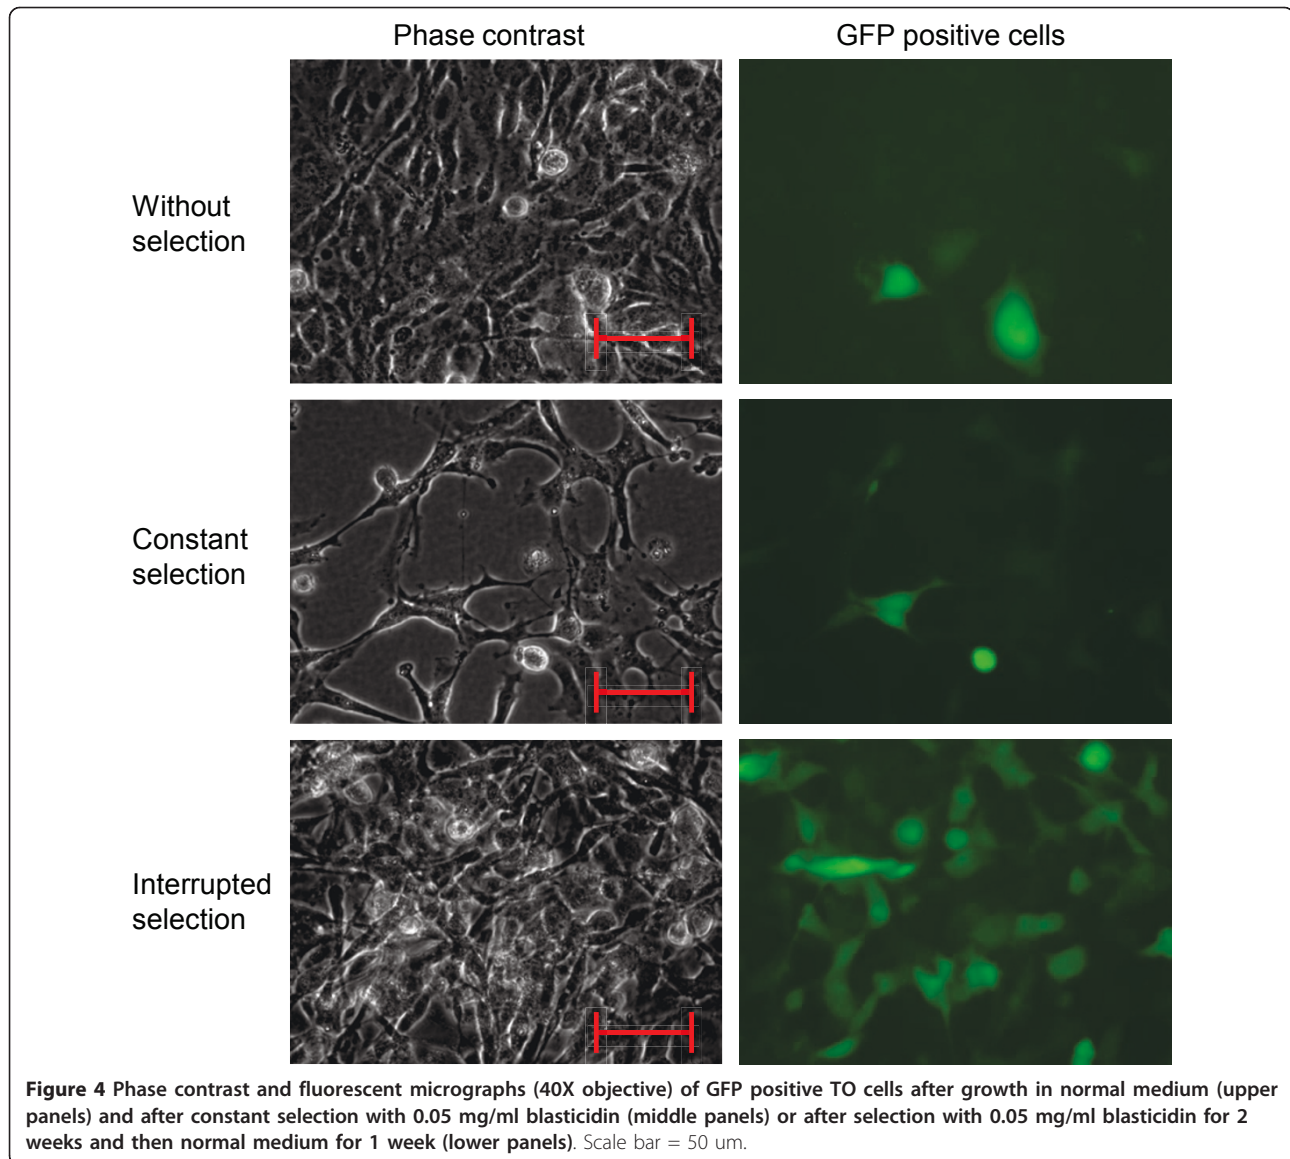 Phase contrast
GFP positive cells
Without
selection
Constant
selection
Interrupted
selection
Figure 4 Phase contrast and fluorescent micrographs (40X objective) of GFP positive TO cells after growth in normal medium (upper
panels) and after constant selection with 0.05 mg/ml blasticidin (middle panels) or after selection with 0.05 mg/ml blasticidin for 2
weeks and then normal medium for 1 week (lower panels). Scale bar = 50 um.